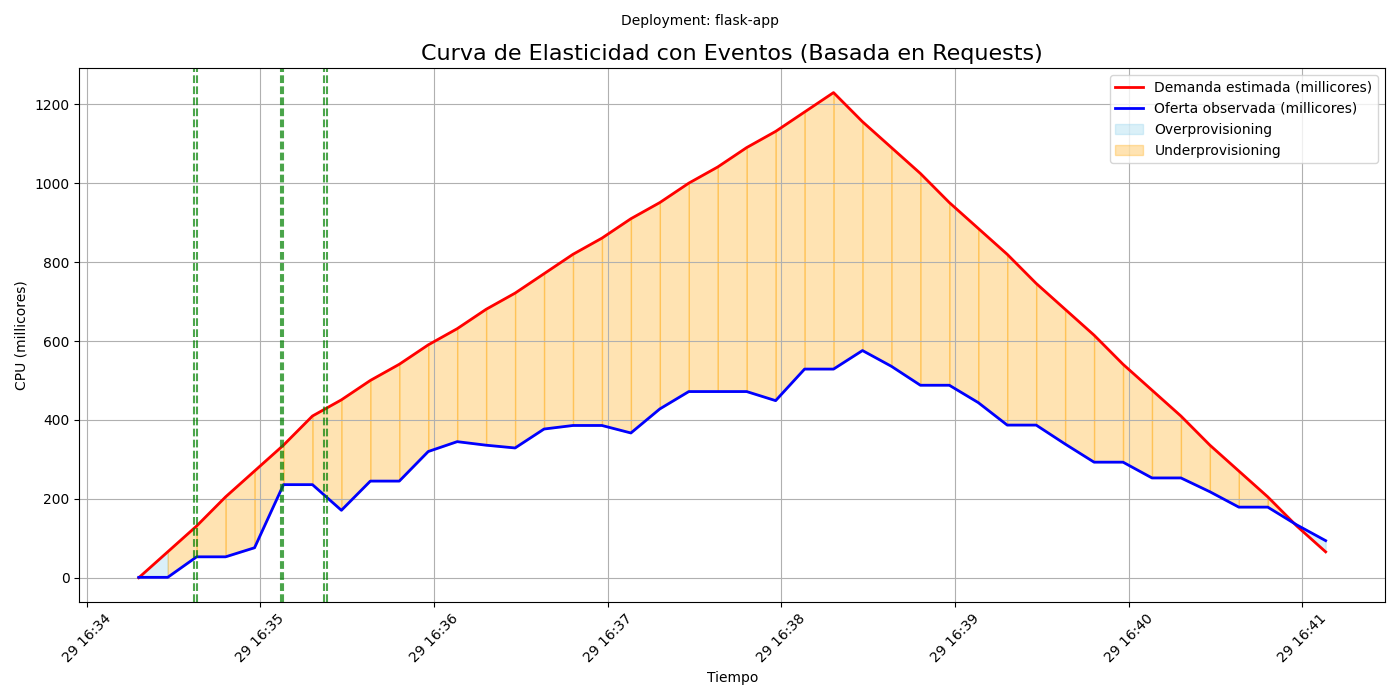 Deployment: flask-app
Curva de Elasticidad con Eventos (Basada en Requests)
Demanda estimada (millicores)
Oferta observada (millicores)
Overprovisioning
Underprovisioning
CPU (millicores)
1200
1000
800
600
400
200
0
29 16:34
29 16:35
29 16:36
29 16:37
29 16:38
29 16:39
29 16:40
29 16:41
Tiempo